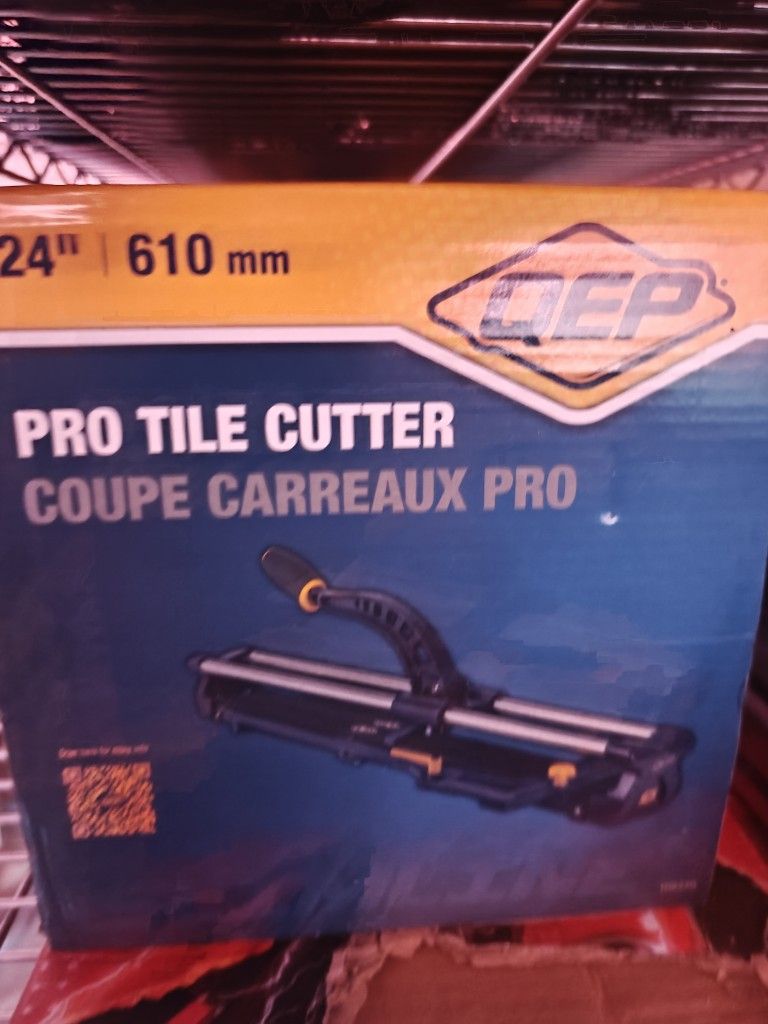 24" | 610 mm
QEP
PRO TILE CUTTER
COUPE CARREAUX PRO